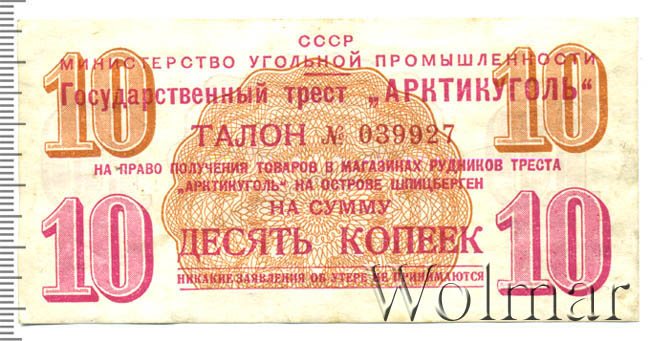 СССР
МИНИСТЕРСТВО УГОЛЬНОЙ ПРОМЫШЛЕННОСТИ
10 10
Государственный трест „АРКТИКУГОЛЬ“
ТАЛОН № 039927
НА ПРАВО ПОЛУЧЕНИЯ ТОВАРОВ В МАГАЗИНАХ РУДНИКОВ ТРЕСТА
„АРКТИКУГОЛЬ“ НА ОСТРОВЕ ШПИЦБЕРГЕН
НА СУММУ
10 ДЕСЯТЬ КОПЕЕК 10
НИКАКИЕ ЗАЯВЛЕНИЯ ОБ УТЕРЕ НЕ ПРИНИМАЮТСЯ
Wolmar